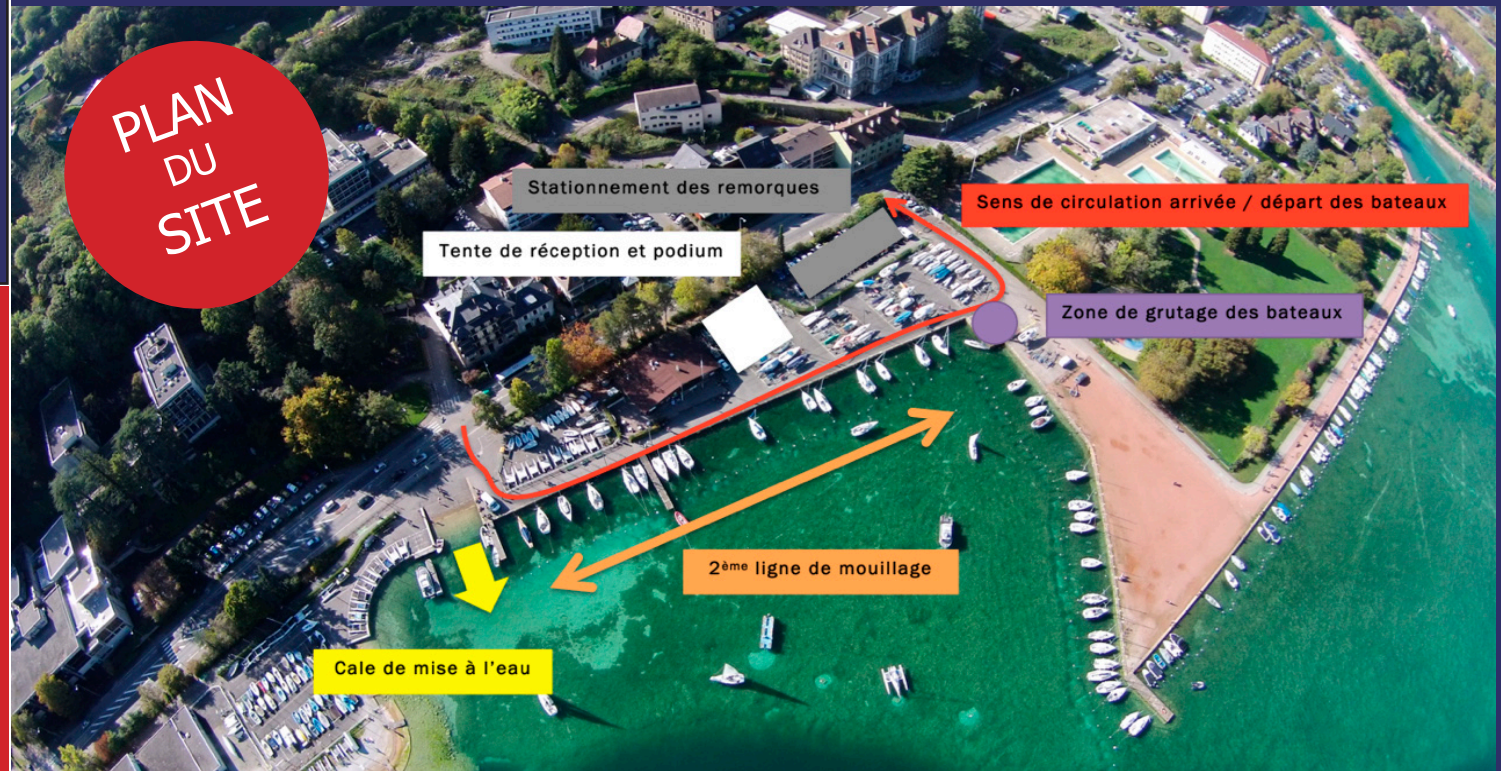 PLAN
DU
SITE
Stationnement des remorques
Sens de circulation arrivée / départ des bateaux
Tente de réception et podium
Zone de grutage des bateaux
2ème ligne de mouillage
Cale de mise à l'eau